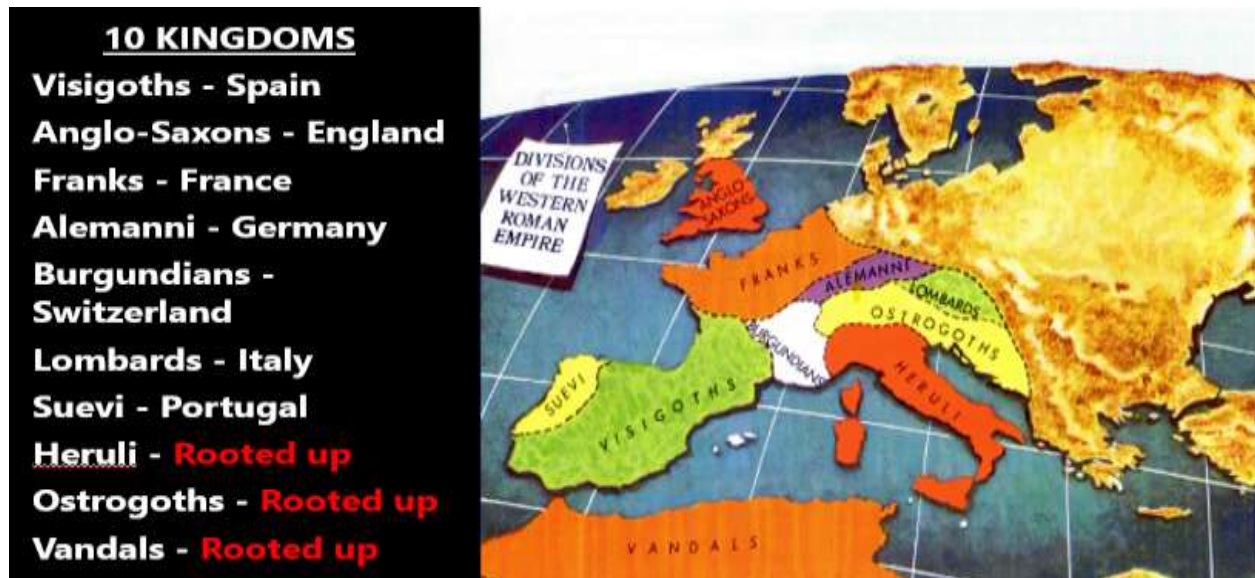 10 KINGDOMS
Visigoths - Spain
Anglo-Saxons - England
Franks - France
Alemanni - Germany
Burgundians -
Switzerland
Lombards - Italy
Suevi - Portugal
Heruli - Rooted up
Ostrogoths - Rooted up
Vandals - Rooted up
DIVISIONS
OF THE
WESTERN
ROMAN
EMPIRE
ANGLO
SAXONS
FRANKS
ALEMANNI
LOMBARDS
OSTROGOTHS
BURGUNDIANS
HERULI
SUEVI
VISIGOTHS
VANDALS